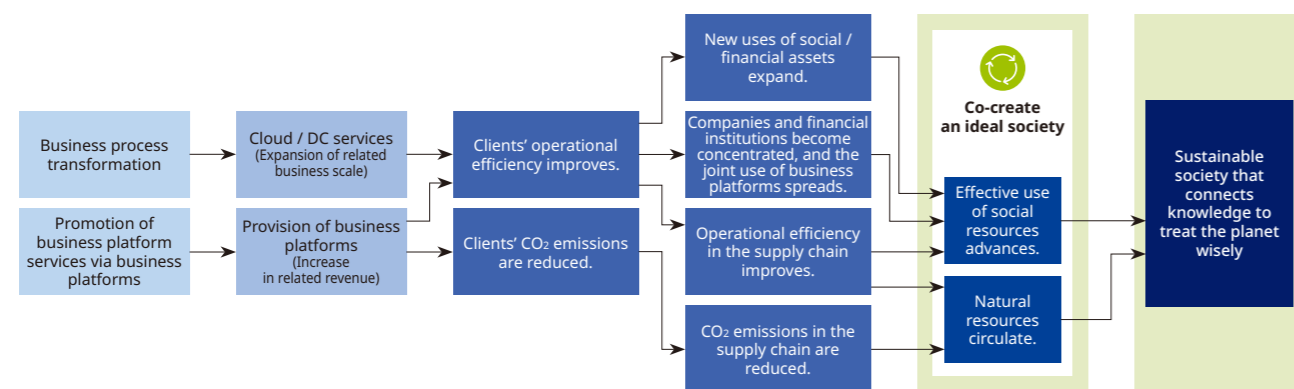 Business process
transformation
Promotion of
business platform
services via business
platforms
Cloud / DC services
(Expansion of related
business scale)
Provision of business
platforms
(Increase
in related revenue)
Clients’ operational
efficiency improves.
Clients’ CO2 emissions
are reduced.
New uses of social /
financial assets
expand.
Companies and financial
institutions become
concentrated, and the
joint use of business
platforms spreads.
Operational efficiency
in the supply chain
improves.
CO2 emissions in the
supply chain are
reduced.
Co-create
an ideal society
Effective use
of social
resources
advances.
Natural
resources
circulate.
Sustainable
society that
connects
knowledge to
treat the planet
wisely